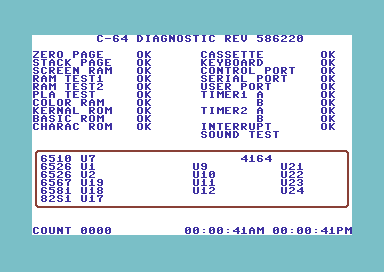 C-64 DIAGNOSTIC REV 586220
ZERO PAGE OK CASSETTE OK
STACK PAGE OK KEYBOARD OK
SCREEN RAM OK CONTROL PORT OK
RAM TEST1 OK SERIAL PORT OK
RAM TEST2 OK USER PORT OK
PLA TEST OK TIMER1 A OK
COLOR RAM OK B OK
KERNAL ROM OK TIMER2 A OK
BASIC ROM OK B OK
CHARAC ROM OK INTERRUPT OK
SOUND TEST
6510 U7 4164
6526 U1 U9 U21
6526 U2 U10 U22
6567 U19 U11 U23
6581 U18 U12 U24
82S1 U17
COUNT 0000 00:00:41AM 00:00:41PM